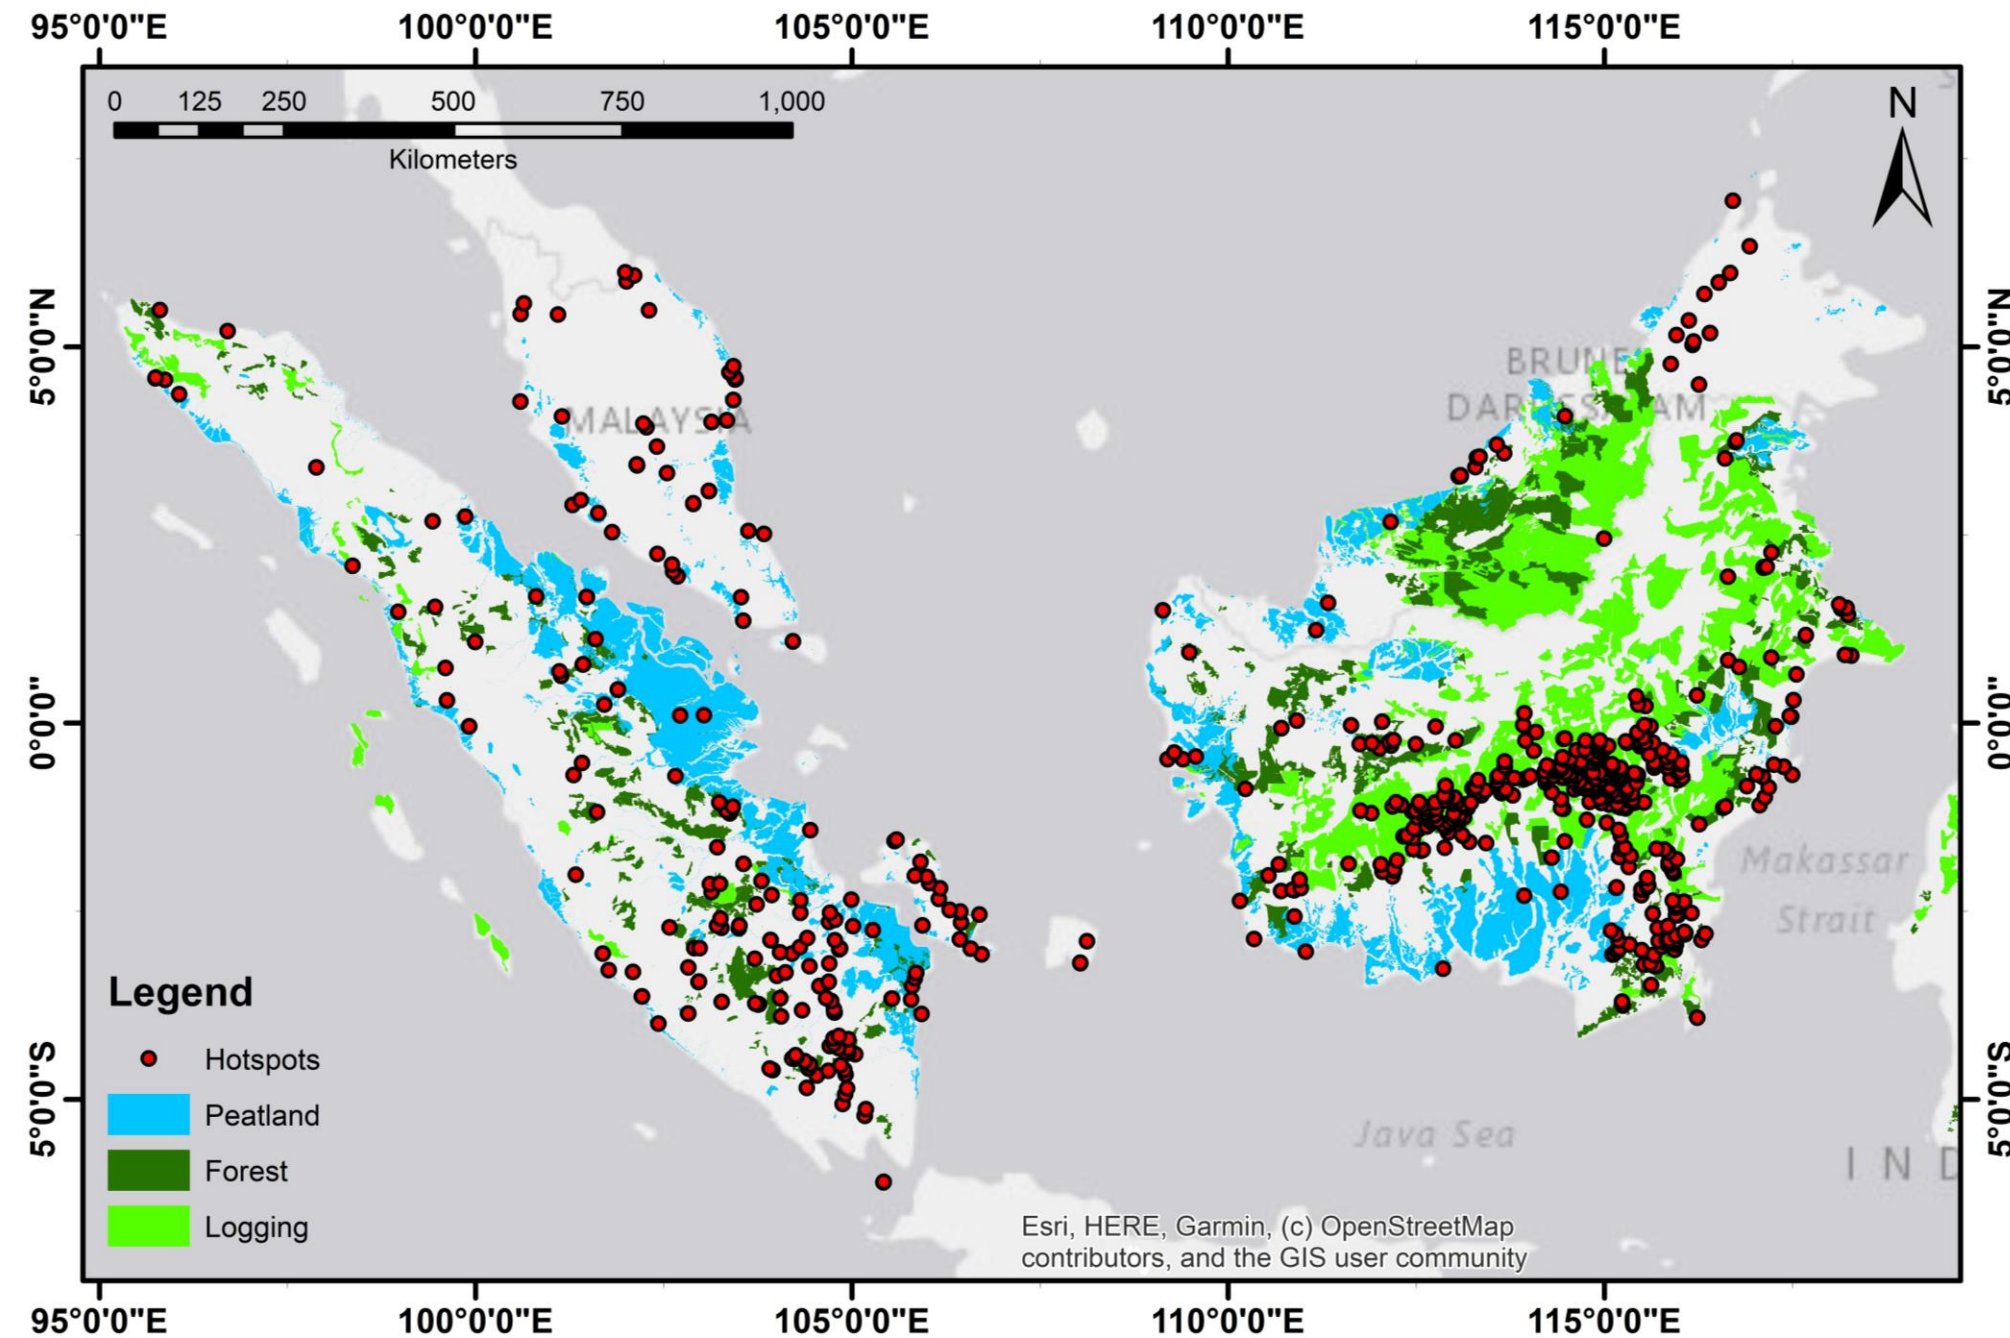 95°0'0"E 100°0'0"E 105°0'0"E 110°0'0"E 115°0'0"E
0 125 250 500 750 1,000
Kilometers
N
5°0'0"N
5°0'0"N
BRUNE
DARUSSALAM
MALAYSIA
0°0'0"
0°0'0"
Makassar
Strait
Legend
Hotspots
Peatland
Forest
Logging
5°0'0"S
5°0'0"S
Java Sea
IND
Esri, HERE, Garmin, (c) OpenStreetMap
contributors, and the GIS user community
95°0'0"E 100°0'0"E 105°0'0"E 110°0'0"E 115°0'0"E